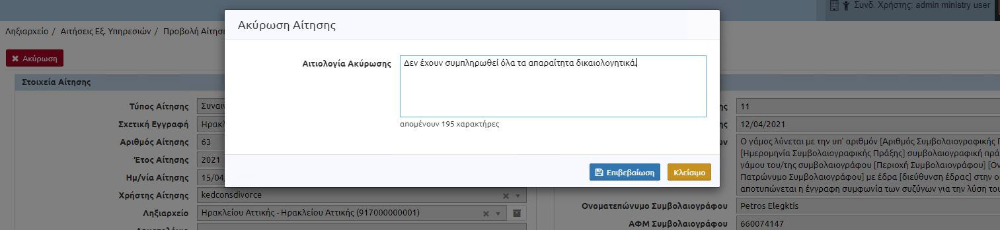 Συνδ. Χρήστης: admin ministry user
Ληξιαρχείο / Αιτήσεις Εξ. Υπηρεσιών / Προβολή Αίτησ
Ακύρωση
Ακύρωση Αίτησης
Αιτιολογία Ακύρωσης Δεν έχουν συμπληρωθεί όλα τα απαραίτητα δικαιολογητικά.
απομένουν 195 χαρακτήρες
Επιβεβαίωση Κλείσιμο
Στοιχεία Αίτησης
Τύπος Αίτησης Συναιν
Σχετική Εγγραφή Ηρακλε
Αριθμός Αίτησης 63
Έτος Αίτησης 2021
Ημ/νία Αίτησης 15/04
Χρήστης Αίτησης kedconsdivorce
Ληξιαρχείο Ηρακλείου Αττικής - Ηρακλείου Αττικής (917000000001)
ης 11
ης 12/04/2021
ων Ο γάμος λύνεται με την υπ' αριθμόν [Αριθμός Συμβολαιογραφικής Π
[Ημερομηνία Συμβολαιογραφικής Πράξης] συμβολαιογραφική πρά
γάμου του/της συμβολαιογράφου [Περιοχή Συμβολαιογράφου] [Ον
Πατρώνυμο Συμβολαιογράφου] με έδρα [διεύθυνση έδρας] στην ο
αποτυπώνεται η έγγραφη συμφωνία των συζύγων για την λύση του
Ονοματεπώνυμο Συμβολαιογράφου Petros Elegktis
ΑΦΜ Συμβολαιογράφου 660074147